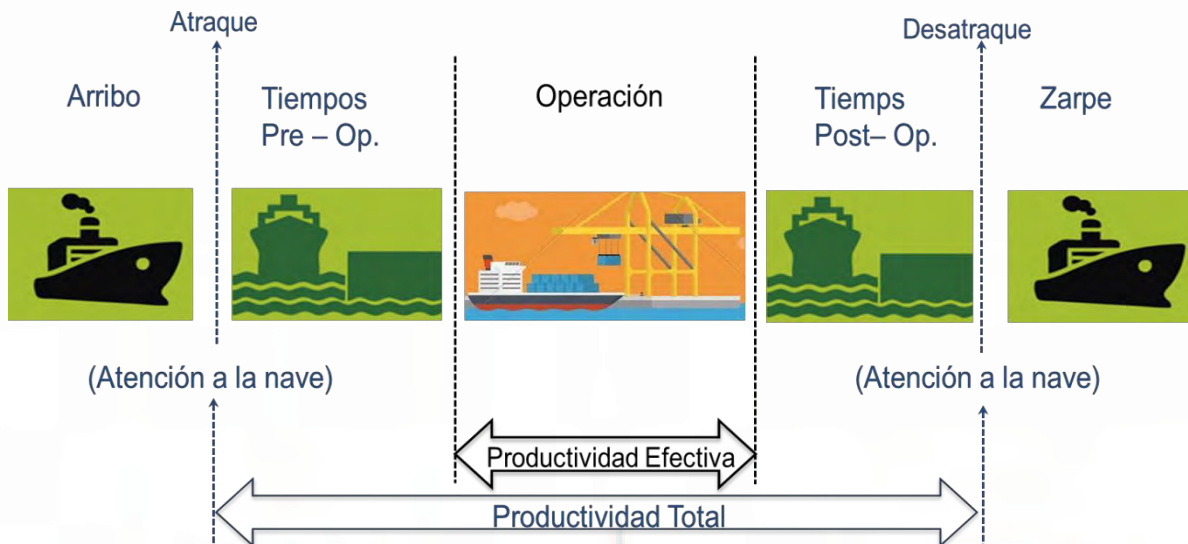 Atraque
Desatraque
Arribo
Tiempos
Pre – Op.
Operación
Tiemps
Post– Op.
Zarpe
(Atención a la nave)
(Atención a la nave)
Productividad Efectiva
Productividad Total